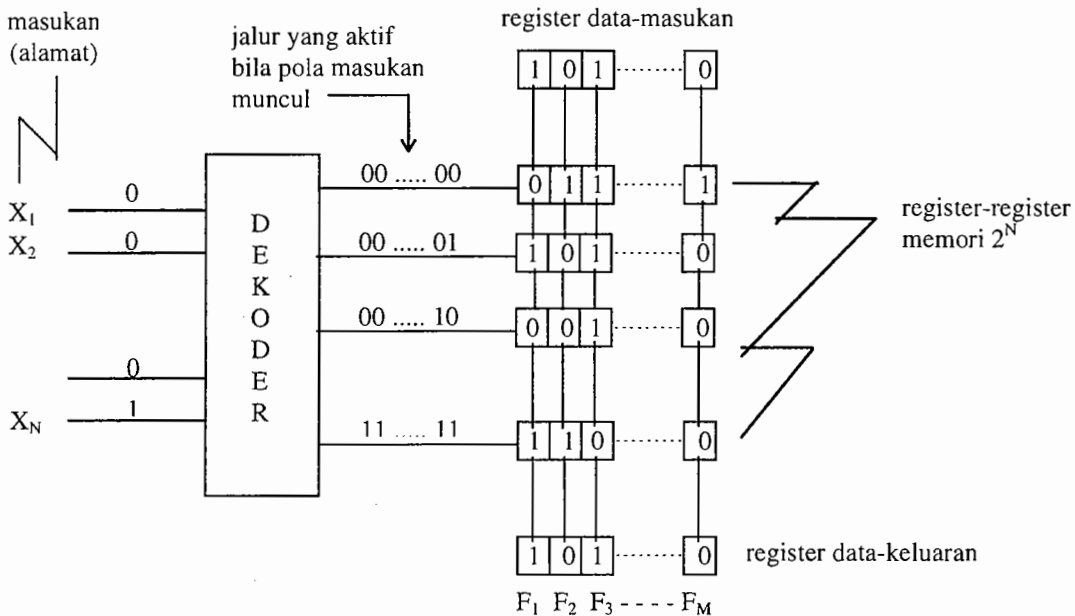 masukan
(alamat)
jalur yang aktif
bila pola masukan
muncul
register data-masukan
1 0 1 0
X1 0
X2 0
0
XN 1
DEKODER
00 ..... 00
0 1 1 1
00 ..... 01
1 0 1 0
00 ..... 10
0 0 1 0
11 ..... 11
1 1 0 0
register-register
memori 2^N
1 0 1 0
register data-keluaran
F1 F2 F3 - - - - FM